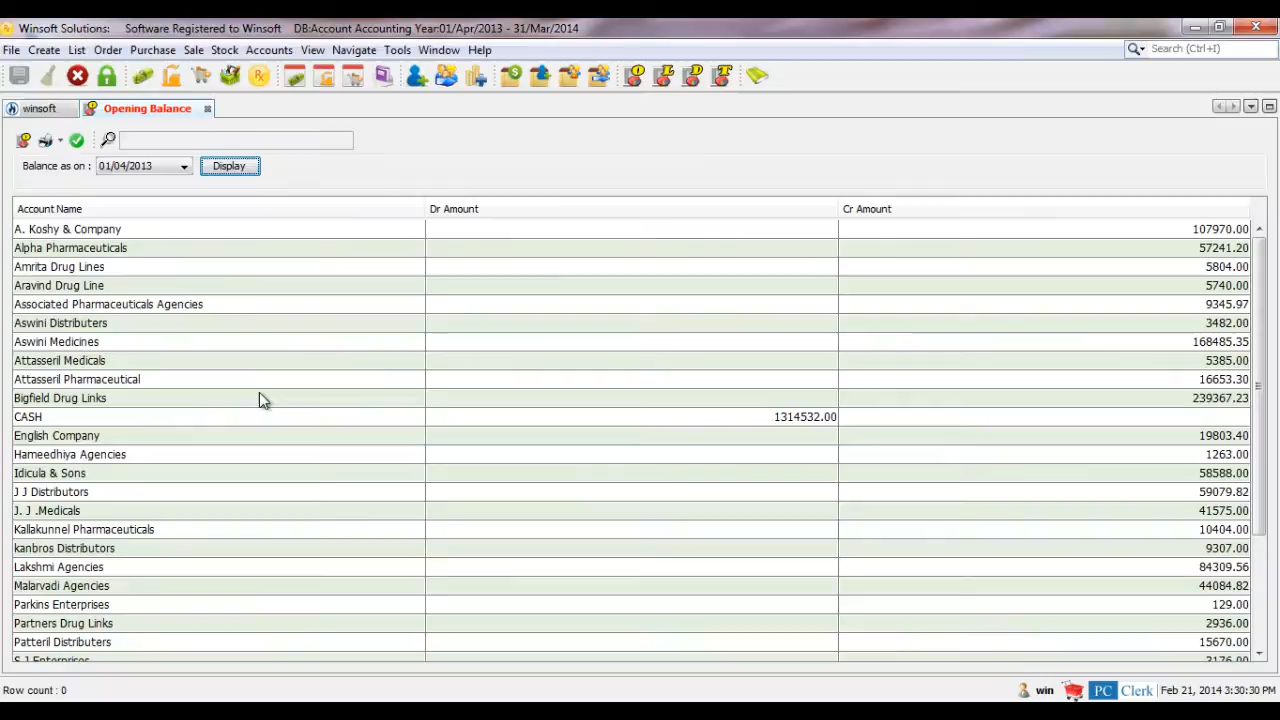 Winsoft Solutions: Software Registered to Winsoft DB:Account Accounting Year:01/Apr/2013 - 31/Mar/2014
File Create List Order Purchase Sale Stock Accounts View Navigate Tools Window Help Search (Ctrl+I)
winsoft Opening Balance
Balance as on : 01/04/2013 Display
Account Name Dr Amount Cr Amount
A. Koshy & Company 107970.00
Alpha Pharmaceuticals 57241.20
Amrita Drug Lines 5804.00
Aravind Drug Line 5740.00
Associated Pharmaceuticals Agencies 9345.97
Aswini Distributers 3482.00
Aswini Medicines 168485.35
Attasseril Medicals 5385.00
Attasseril Pharmaceutical 16653.30
Bigfield Drug Links 239367.23
CASH 1314532.00
English Company 19803.40
Hameedhiya Agencies 1263.00
Idicula & Sons 58588.00
J J Distributors 59079.82
J. J .Medicals 41575.00
Kallakunnel Pharmaceuticals 10404.00
kanbros Distributors 9307.00
Lakshmi Agencies 84309.56
Malarvadi Agencies 44084.82
Parkins Enterprises 129.00
Partners Drug Links 2936.00
Patteril Distributers 15670.00
S J Enterprises 3176.00
Row count : 0 win PC Clerk Feb 21, 2014 3:30:30 PM